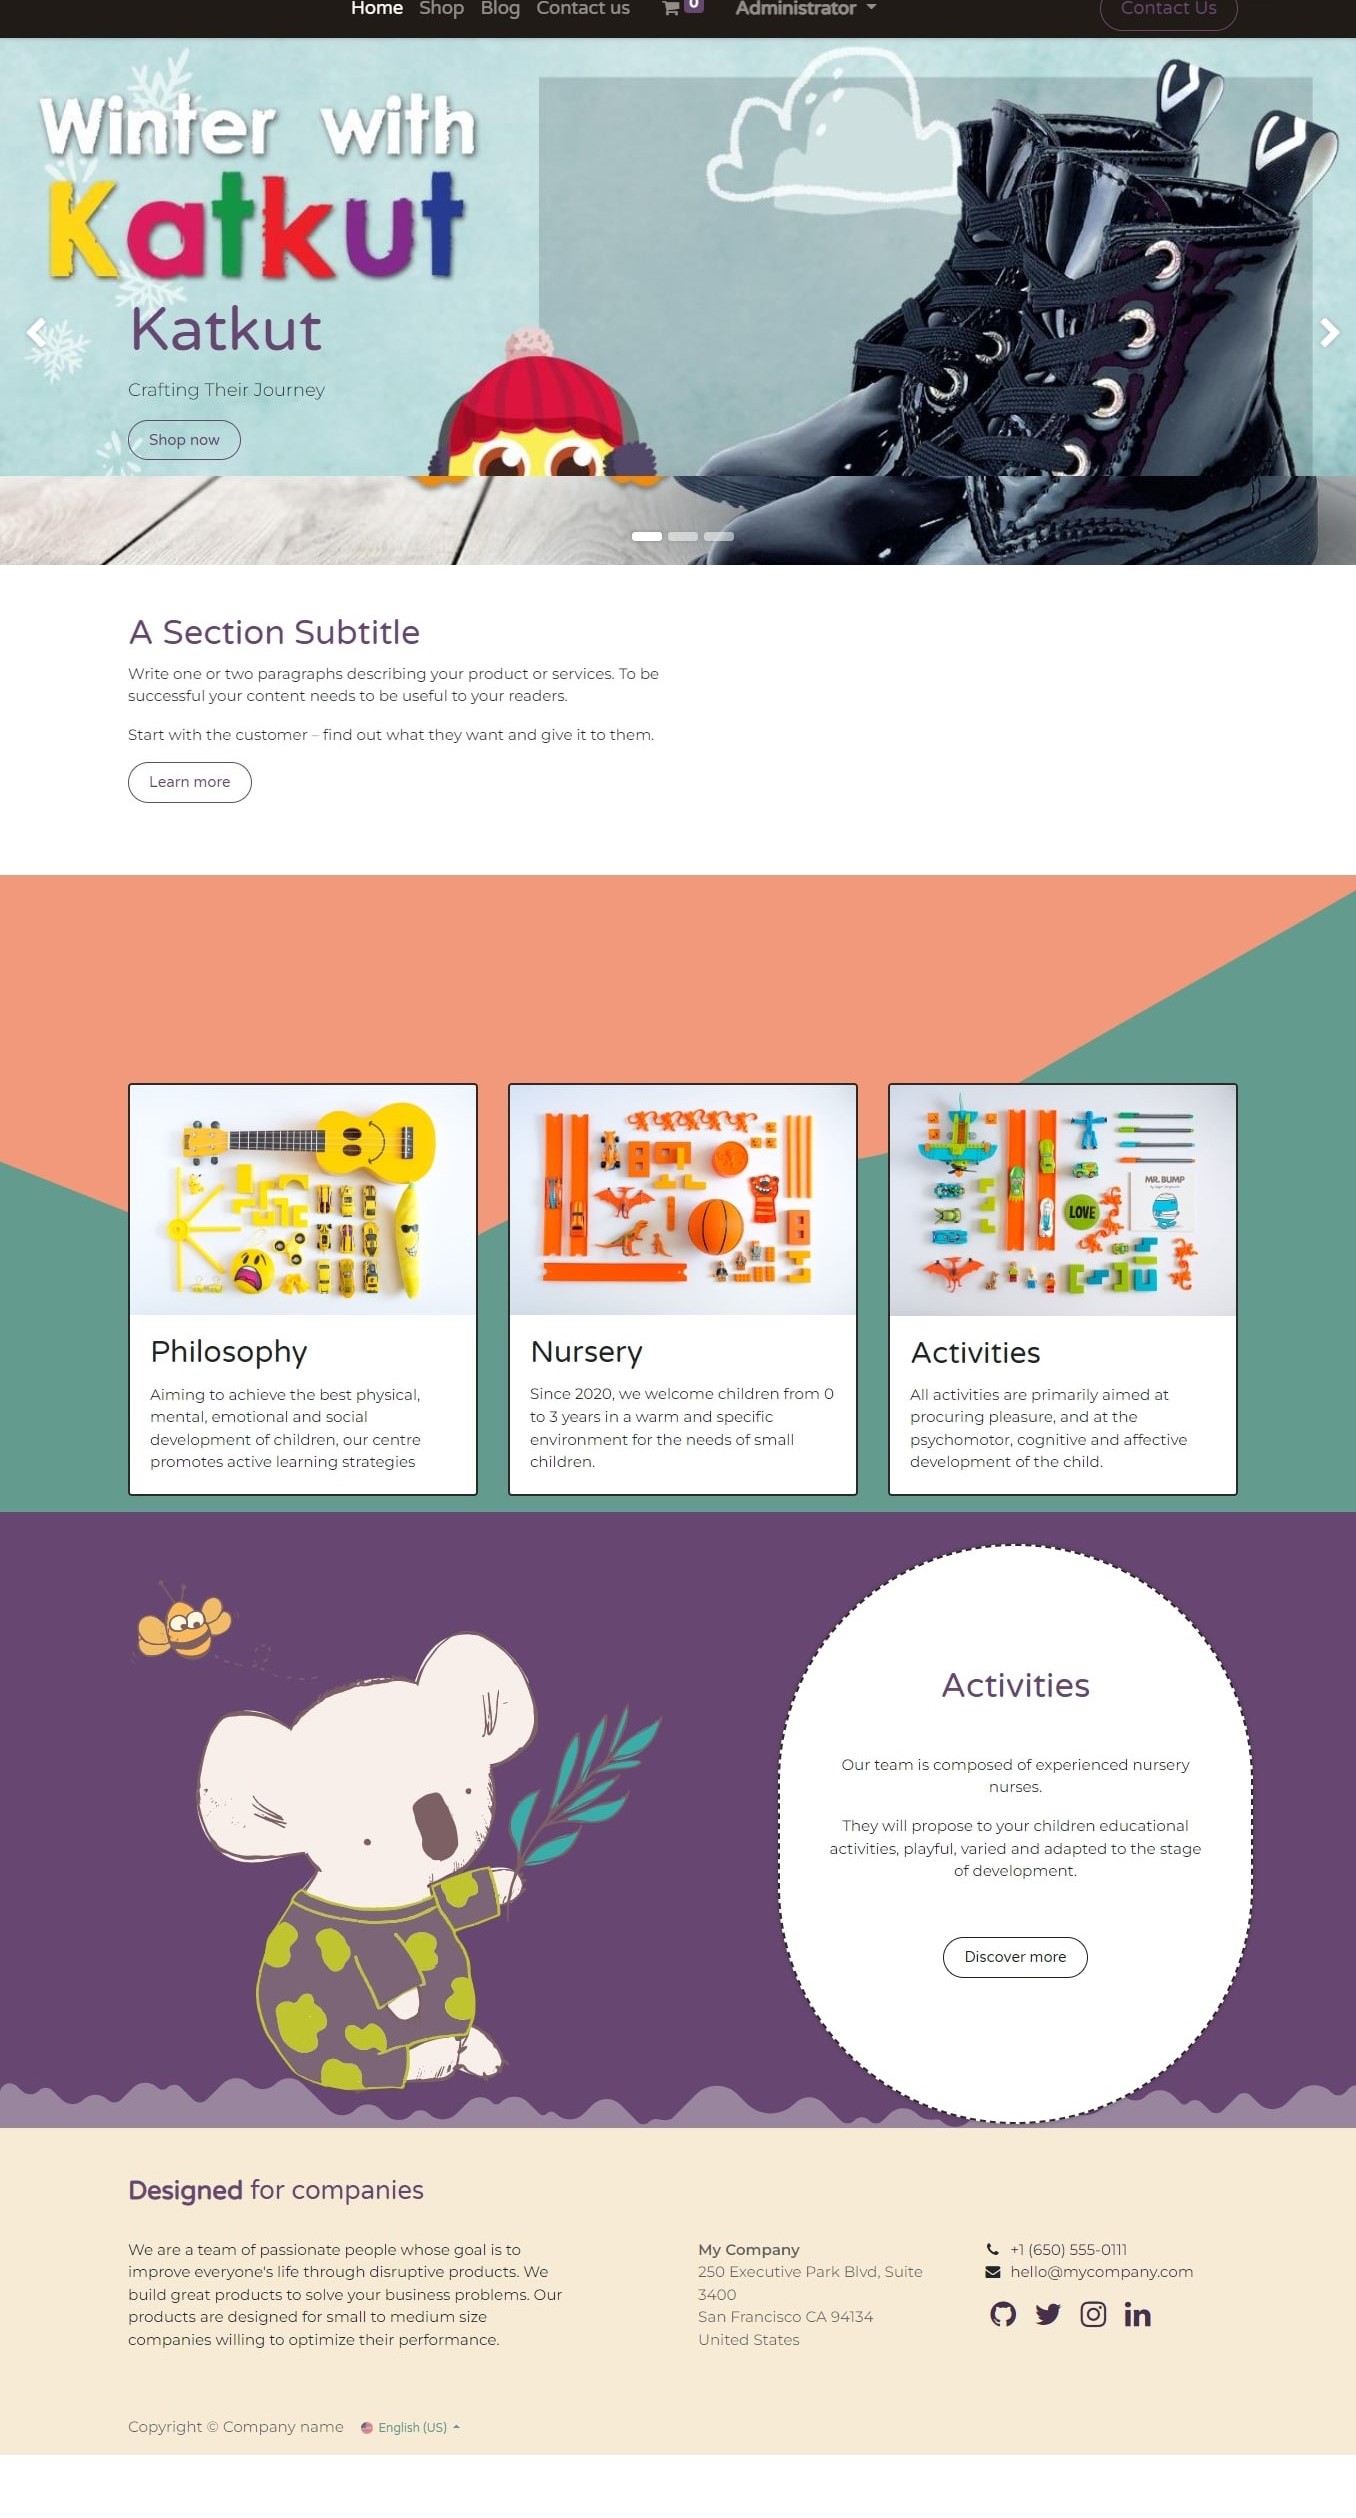 Home Shop Blog Contact us 0 Administrator Contact Us
Winter with
Katkut
Katkut
Crafting Their Journey
Shop now
A Section Subtitle
Write one or two paragraphs describing your product or services. To be
successful your content needs to be useful to your readers.
Start with the customer – find out what they want and give it to them.
Learn more
MR. BUMP
LOVE
Philosophy
Aiming to achieve the best physical,
mental, emotional and social
development of children, our centre
promotes active learning strategies
Nursery
Since 2020, we welcome children from 0
to 3 years in a warm and specific
environment for the needs of small
children.
Activities
All activities are primarily aimed at
procuring pleasure, and at the
psychomotor, cognitive and affective
development of the child.
Activities
Our team is composed of experienced nursery
nurses.
They will propose to your children educational
activities, playful, varied and adapted to the stage
of development.
Discover more
Designed for companies
We are a team of passionate people whose goal is to
improve everyone's life through disruptive products. We
build great products to solve your business problems. Our
products are designed for small to medium size
companies willing to optimize their performance.
My Company
250 Executive Park Blvd, Suite
3400
San Francisco CA 94134
United States
+1 (650) 555-0111
hello@mycompany.com
Copyright © Company name English (US)